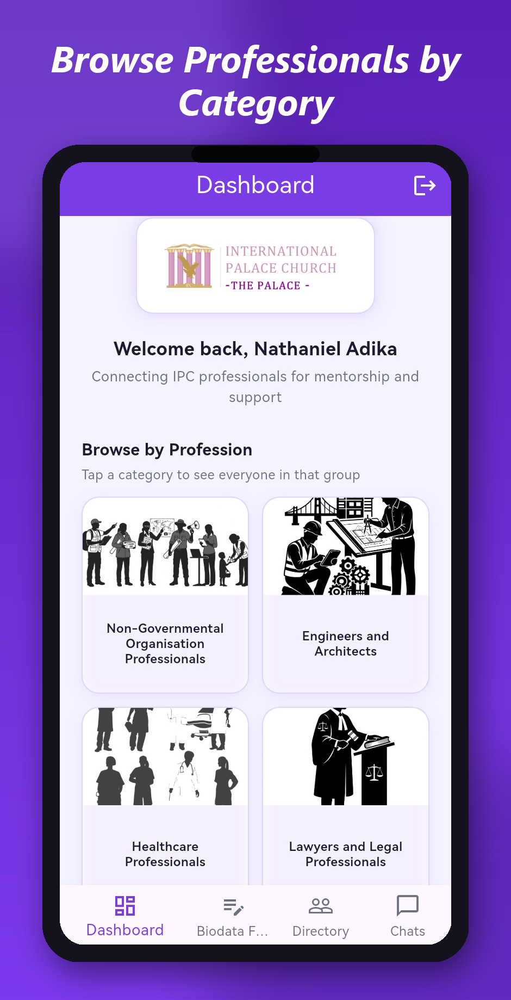 Browse Professionals by
Category
Dashboard
INTERNATIONAL
PALACE CHURCH
-THE PALACE -
Welcome back, Nathaniel Adika
Connecting IPC professionals for mentorship and
support
Browse by Profession
Tap a category to see everyone in that group
Non-Governmental
Organisation
Professionals
Engineers and
Architects
Healthcare
Professionals
Lawyers and Legal
Professionals
Dashboard
Biodata F...
Directory
Chats